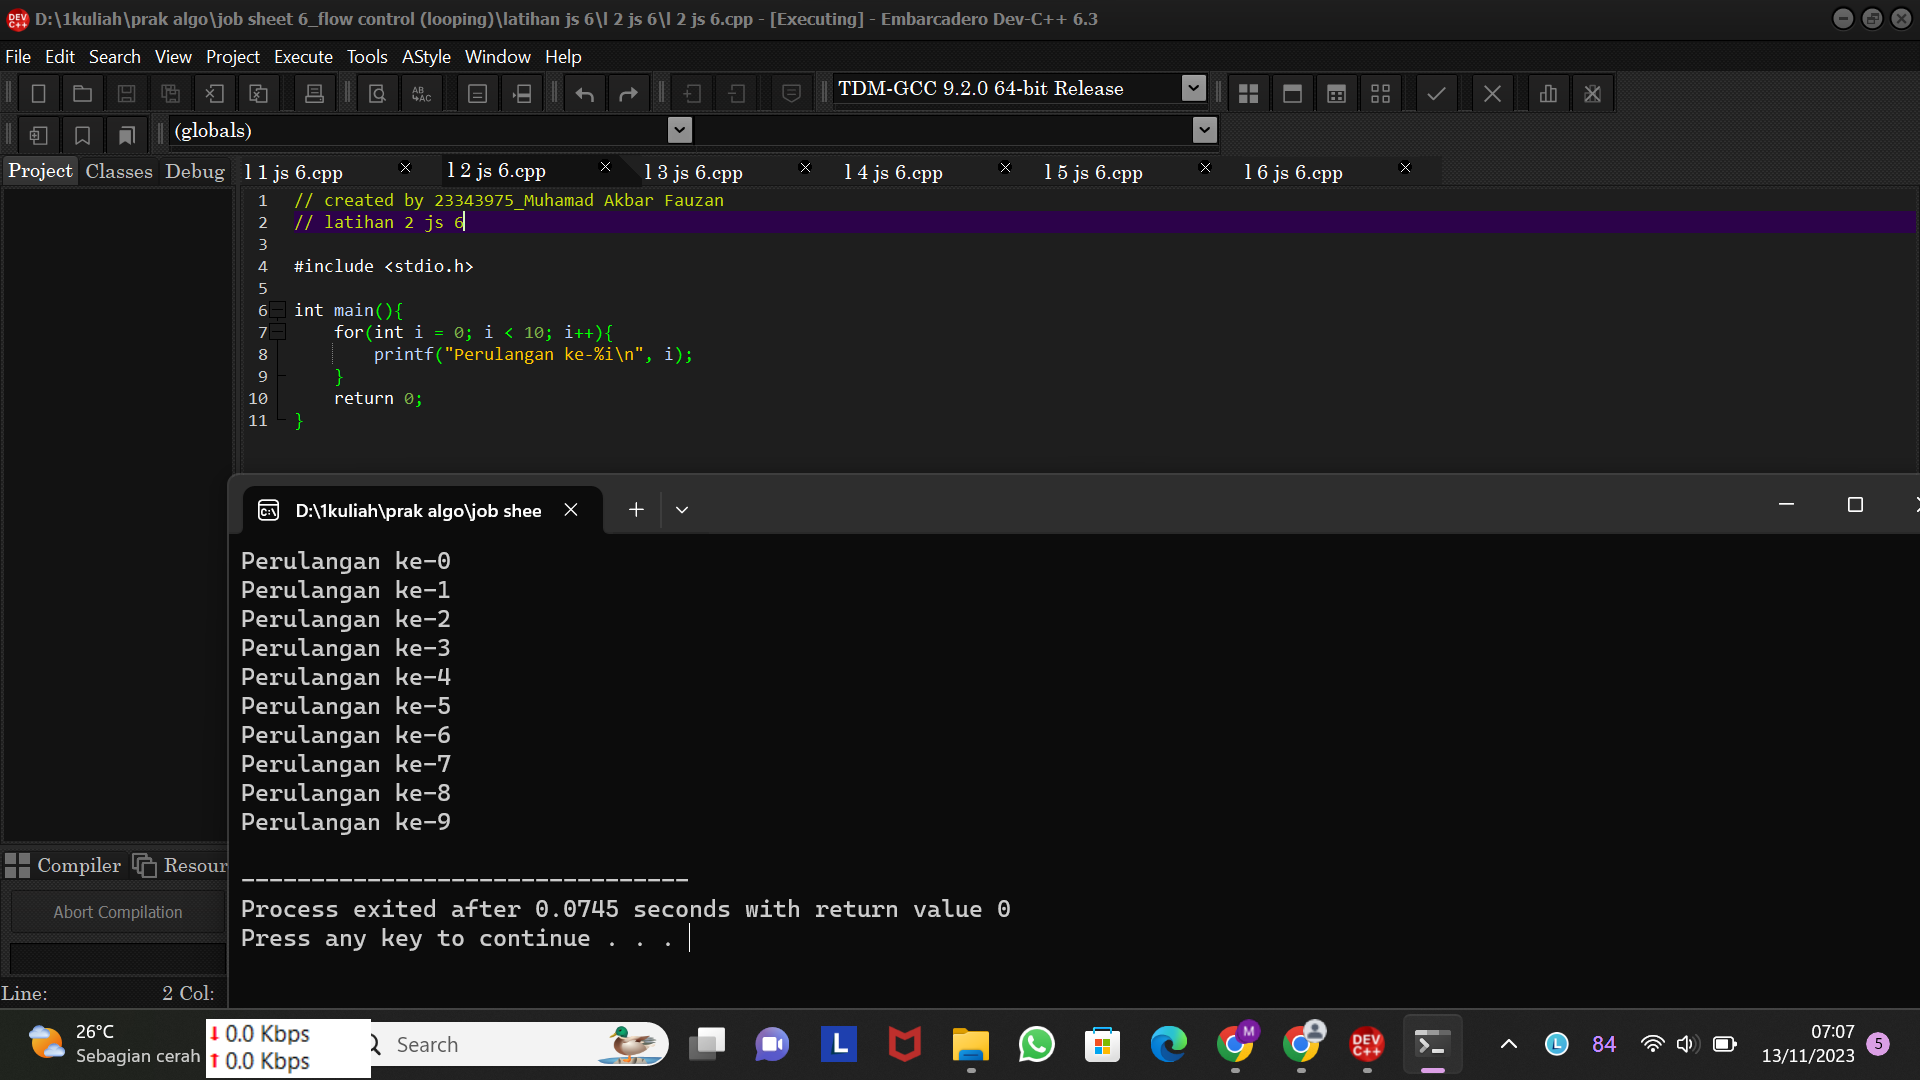 D:\1kuliah\prak algo\job sheet 6_flow control (looping)\latihan js 6\l 2 js 6\l 2 js 6.cpp - [Executing] - Embarcadero Dev-C++ 6.3
File Edit Search View Project Execute Tools AStyle Window Help
TDM-GCC 9.2.0 64-bit Release
(globals)
Project Classes Debug
l 1 js 6.cpp l 2 js 6.cpp l 3 js 6.cpp l 4 js 6.cpp l 5 js 6.cpp l 6 js 6.cpp
1 // created by 23343975_Muhamad Akbar Fauzan
2 // latihan 2 js 6
3
4 #include <stdio.h>
5
6 int main(){
7 for(int i = 0; i < 10; i++){
8 printf("Perulangan ke-%i\n", i);
9 }
10 return 0;
11 }
D:\1kuliah\prak algo\job shee
Perulangan ke-0
Perulangan ke-1
Perulangan ke-2
Perulangan ke-3
Perulangan ke-4
Perulangan ke-5
Perulangan ke-6
Perulangan ke-7
Perulangan ke-8
Perulangan ke-9
--------------------------------
Process exited after 0.0745 seconds with return value 0
Press any key to continue . . .
Compiler Resour
Abort Compilation
Line: 2 Col:
26°C
Sebagian cerah
0.0 Kbps
0.0 Kbps
Search
L
M
DEV C++
L
84
07:07
13/11/2023
5